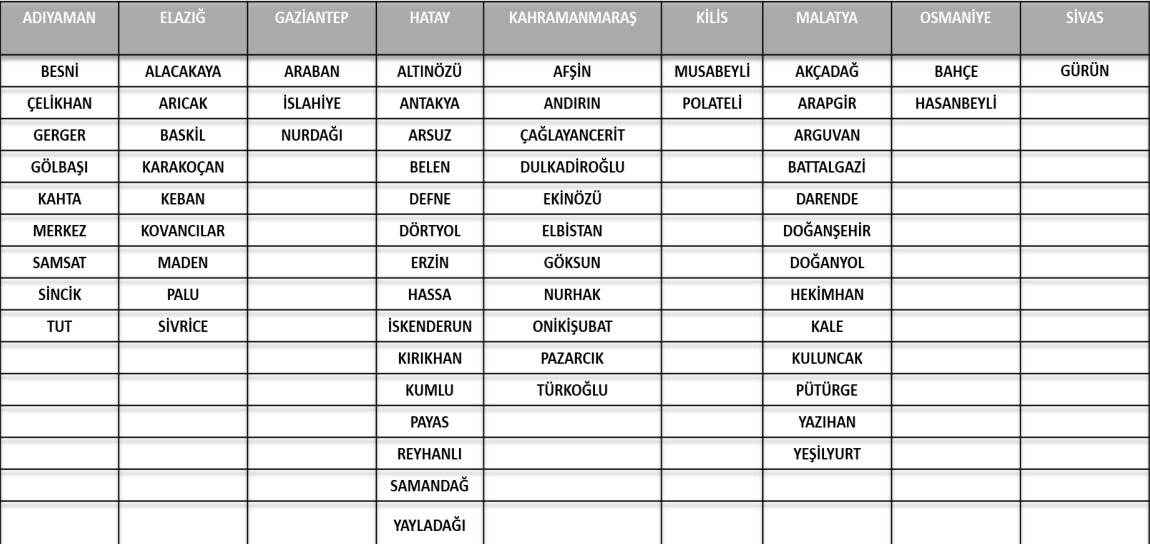 ADIYAMAN ELAZIĞ GAZİANTEP HATAY KAHRAMANMARAŞ KİLİS MALATYA OSMANİYE SİVAS
BESNİ ALACAKAYA ARABAN ALTINÖZÜ AFŞİN MUSABEYLİ AKÇADAĞ BAHÇE GÜRÜN
ÇELİKHAN ARICAK İSLAHİYE ANTAKYA ANDIRIN POLATELİ ARAPGİR HASANBEYLİ
GERGER BASKİL NURDAĞI ARSUZ ÇAĞLAYANCERİT ARGUVAN
GÖLBAŞI KARAKOÇAN BELEN DULKADİROĞLU BATTALGAZİ
KAHTA KEBAN DEFNE EKİNÖZÜ DARENDE
MERKEZ KOVANCILAR DÖRTYOL ELBİSTAN DOĞANŞEHİR
SAMSAT MADEN ERZİN GÖKSUN DOĞANYOL
SİNCİK PALU HASSA NURHAK HEKİMHAN
TUT SİVRİCE İSKENDERUN ONİKİŞUBAT KALE
KIRIKHAN PAZARCIK KULUNCAK
KUMLU TÜRKOĞLU PÜTÜRGE
PAYAS YAZIHAN
REYHANLI YEŞİLYURT
SAMANDAĞ
YAYLADAĞI